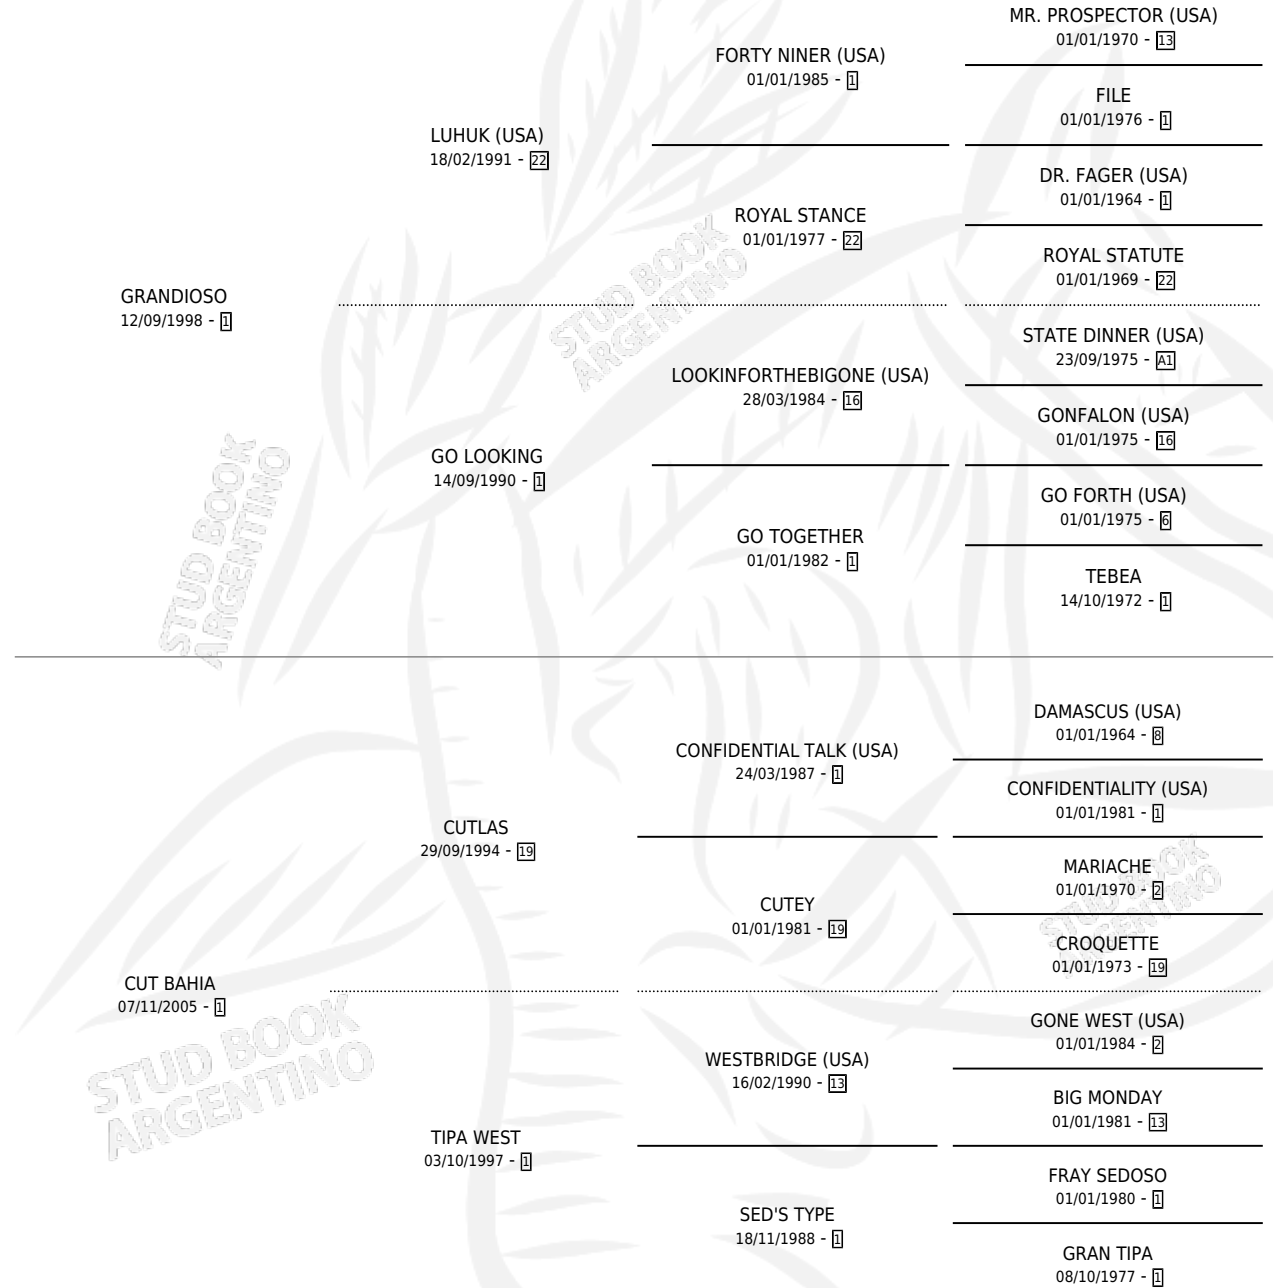 MR. PROSPECTOR (USA)
01/01/1970 - 13
FORTY NINER (USA)
01/01/1985 - 1
FILE
01/01/1976 - 1
LUHUK (USA)
18/02/1991 - 22
DR. FAGER (USA)
01/01/1964 - 1
ROYAL STANCE
01/01/1977 - 22
ROYAL STATUTE
01/01/1969 - 22
GRANDIOSO
12/09/1998 - 1
STATE DINNER (USA)
23/09/1975 - A1
LOOKINFORTHEBIGONE (USA)
28/03/1984 - 16
GONFALON (USA)
01/01/1975 - 16
GO LOOKING
14/09/1990 - 1
GO FORTH (USA)
01/01/1975 - 6
GO TOGETHER
01/01/1982 - 1
TEBEA
14/10/1972 - 1
STUD BOOK
ARGENTINO
STUD BOOK
ARGENTINO
DAMASCUS (USA)
01/01/1964 - 8
CONFIDENTIAL TALK (USA)
24/03/1987 - 1
CONFIDENTIALITY (USA)
01/01/1981 - 1
CUTLAS
29/09/1994 - 19
MARIACHE
01/01/1970 - 2
CUTEY
01/01/1981 - 19
CROQUETTE
01/01/1973 - 19
CUT BAHIA
07/11/2005 - 1
GONE WEST (USA)
01/01/1984 - 2
WESTBRIDGE (USA)
16/02/1990 - 13
BIG MONDAY
01/01/1981 - 13
TIPA WEST
03/10/1997 - 1
FRAY SEDOSO
01/01/1980 - 1
SED'S TYPE
18/11/1988 - 1
GRAN TIPA
08/10/1977 - 1
STUD BOOK
ARGENTINO
STUD BOOK
ARGENTINO